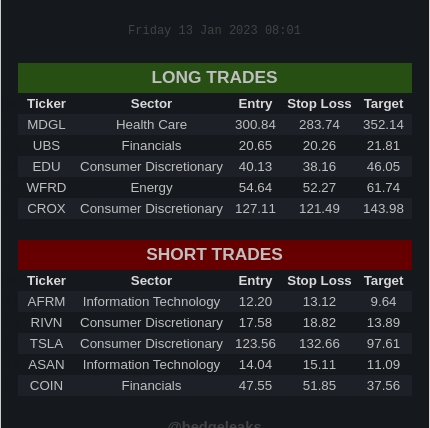 Friday 13 Jan 2023 08:01
LONG TRADES
Ticker Sector Entry Stop Loss Target
MDGL Health Care 300.84 283.74 352.14
UBS Financials 20.65 20.26 21.81
EDU Consumer Discretionary 40.13 38.16 46.05
WFRD Energy 54.64 52.27 61.74
CROX Consumer Discretionary 127.11 121.49 143.98
SHORT TRADES
Ticker Sector Entry Stop Loss Target
AFRM Information Technology 12.20 13.12 9.64
RIVN Consumer Discretionary 17.58 18.82 13.89
TSLA Consumer Discretionary 123.56 132.66 97.61
ASAN Information Technology 14.04 15.11 11.09
COIN Financials 47.55 51.85 37.56
@hedgeleaks